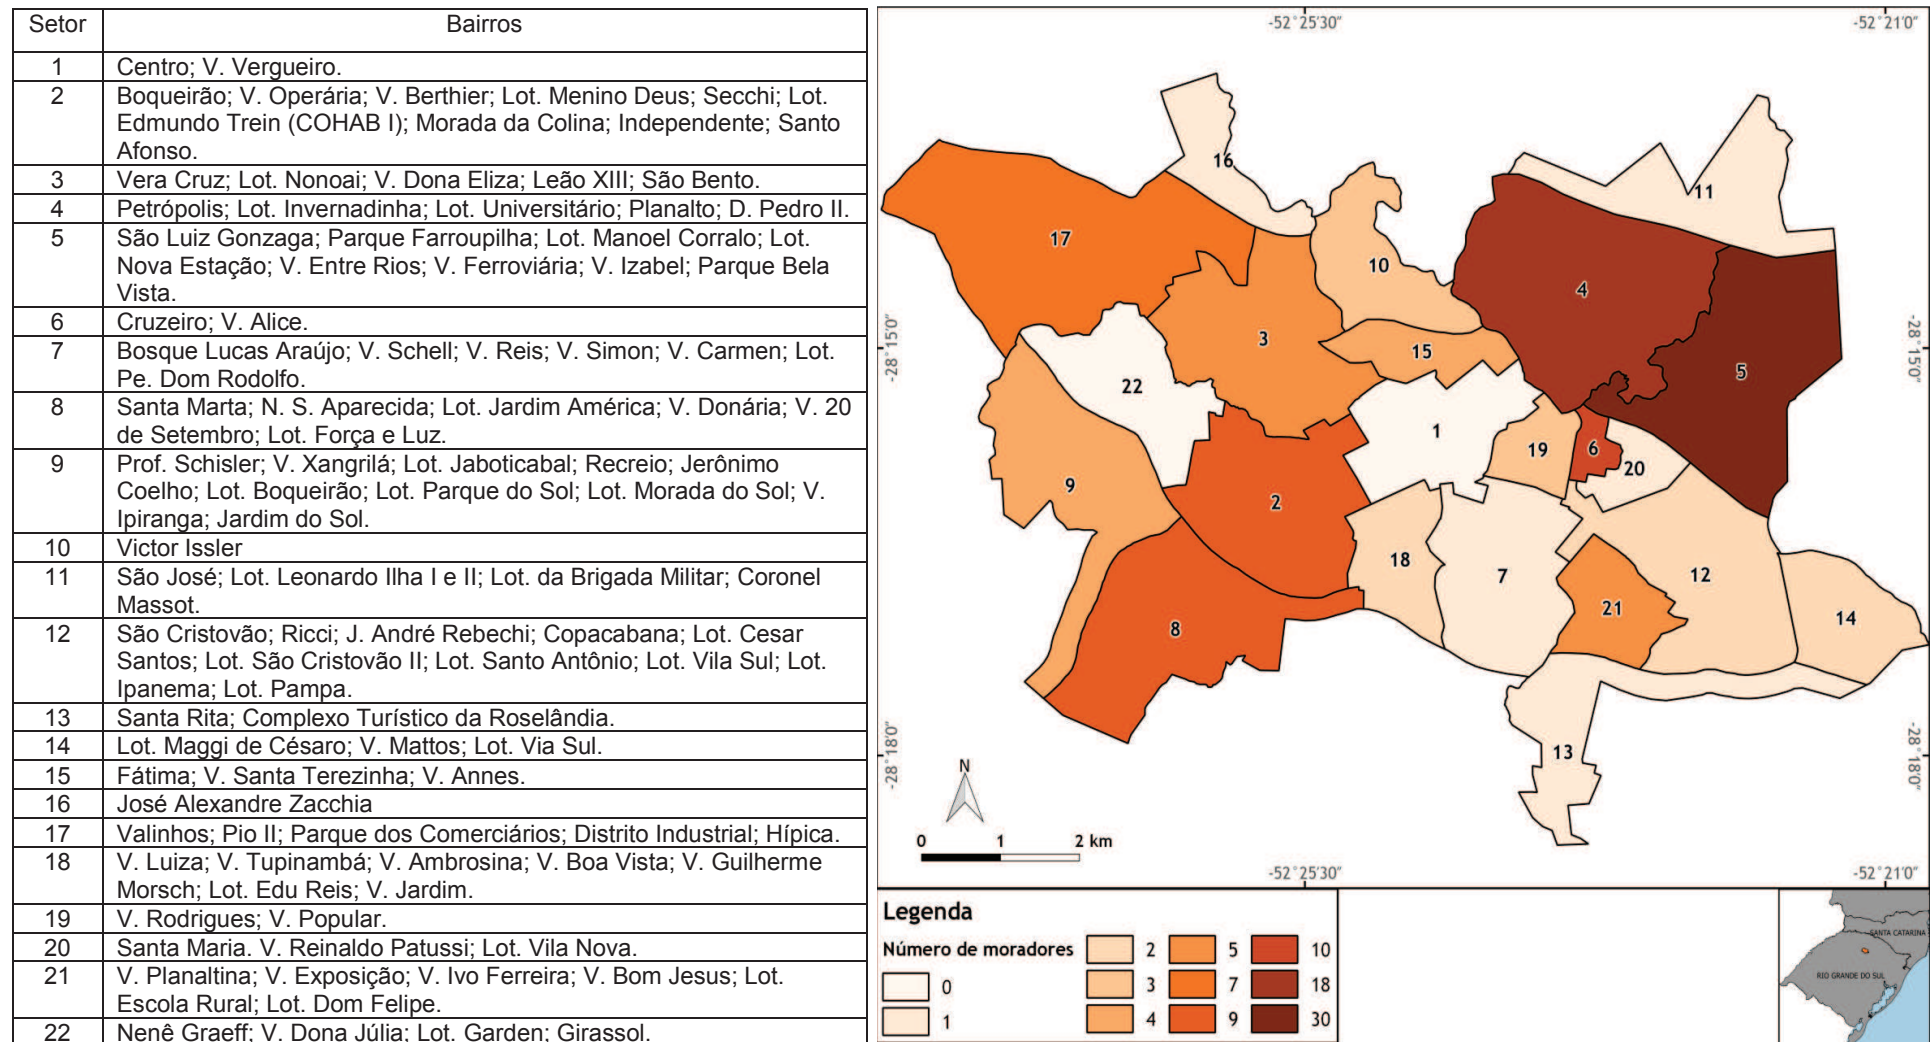 Setor Bairros
1 Centro; V. Vergueiro.
2 Boqueirão; V. Operária; V. Berthier; Lot. Menino Deus; Secchi; Lot.
Edmundo Trein (COHAB I); Morada da Colina; Independente; Santo
Afonso.
3 Vera Cruz; Lot. Nonoai; V. Dona Eliza; Leão XIII; São Bento.
4 Petrópolis; Lot. Invernadinha; Lot. Universitário; Planalto; D. Pedro II.
5 São Luiz Gonzaga; Parque Farroupilha; Lot. Manoel Corralo; Lot.
Nova Estação; V. Entre Rios; V. Ferroviária; V. Izabel; Parque Bela
Vista.
6 Cruzeiro; V. Alice.
7 Bosque Lucas Araújo; V. Schell; V. Reis; V. Simon; V. Carmen; Lot.
Pe. Dom Rodolfo.
8 Santa Marta; N. S. Aparecida; Lot. Jardim América; V. Donária; V. 20
de Setembro; Lot. Força e Luz.
9 Prof. Schisler; V. Xangrilá; Lot. Jaboticabal; Recreio; Jerônimo
Coelho; Lot. Boqueirão; Lot. Parque do Sol; Lot. Morada do Sol; V.
Ipiranga; Jardim do Sol.
10 Victor Issler
11 São José; Lot. Leonardo Ilha I e II; Lot. da Brigada Militar; Coronel
Massot.
12 São Cristovão; Ricci; J. André Rebechi; Copacabana; Lot. Cesar
Santos; Lot. São Cristovão II; Lot. Santo Antônio; Lot. Vila Sul; Lot.
Ipanema; Lot. Pampa.
13 Santa Rita; Complexo Turístico da Roselândia.
14 Lot. Maggi de Césaro; V. Mattos; Lot. Via Sul.
15 Fátima; V. Santa Terezinha; V. Annes.
16 José Alexandre Zacchia
17 Valinhos; Pio II; Parque dos Comerciários; Distrito Industrial; Hípica.
18 V. Luiza; V. Tupinambá; V. Ambrosina; V. Boa Vista; V. Guilherme
Morsch; Lot. Edu Reis; V. Jardim.
19 V. Rodrigues; V. Popular.
20 Santa Maria. V. Reinaldo Patussi; Lot. Vila Nova.
21 V. Planaltina; V. Exposição; V. Ivo Ferreira; V. Bom Jesus; Lot.
Escola Rural; Lot. Dom Felipe.
22 Nenê Graeff; V. Dona Júlia; Lot. Garden; Girassol.
-52°25'30" -52°21'0"
16
11
17
10
4
3
15
5
22
1
19
6
20
9
2
18
7
12
21
14
8
13
-28°15'0" -28°15'0"
-28°18'0" -28°18'0"
N
0 1 2 km
-52°25'30" -52°21'0"
Legenda
Número de moradores
0
1
2
3
4
5
7
9
10
18
30
SANTA CATARINA
RIO GRANDE DO SUL